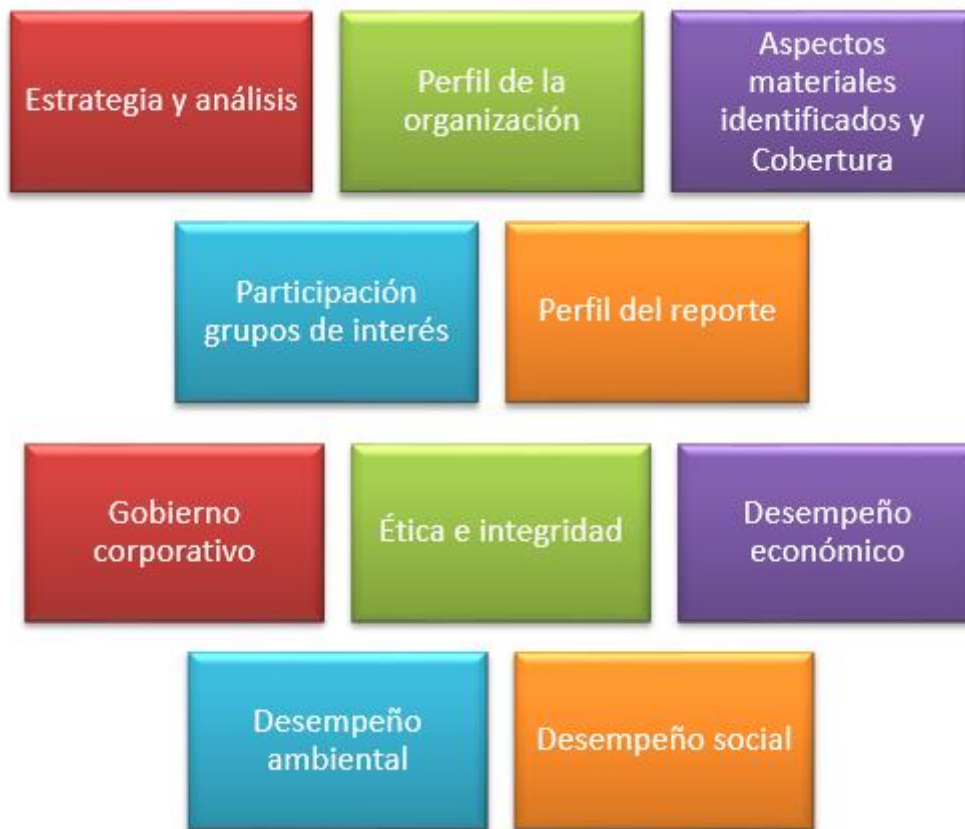 Estrategia y análisis
Perfil de la
organización
Aspectos
materiales
identificados y
Cobertura
Participación
grupos de interés
Perfil del reporte
Gobierno
corporativo
Ética e integridad
Desempeño
económico
Desempeño
ambiental
Desempeño social